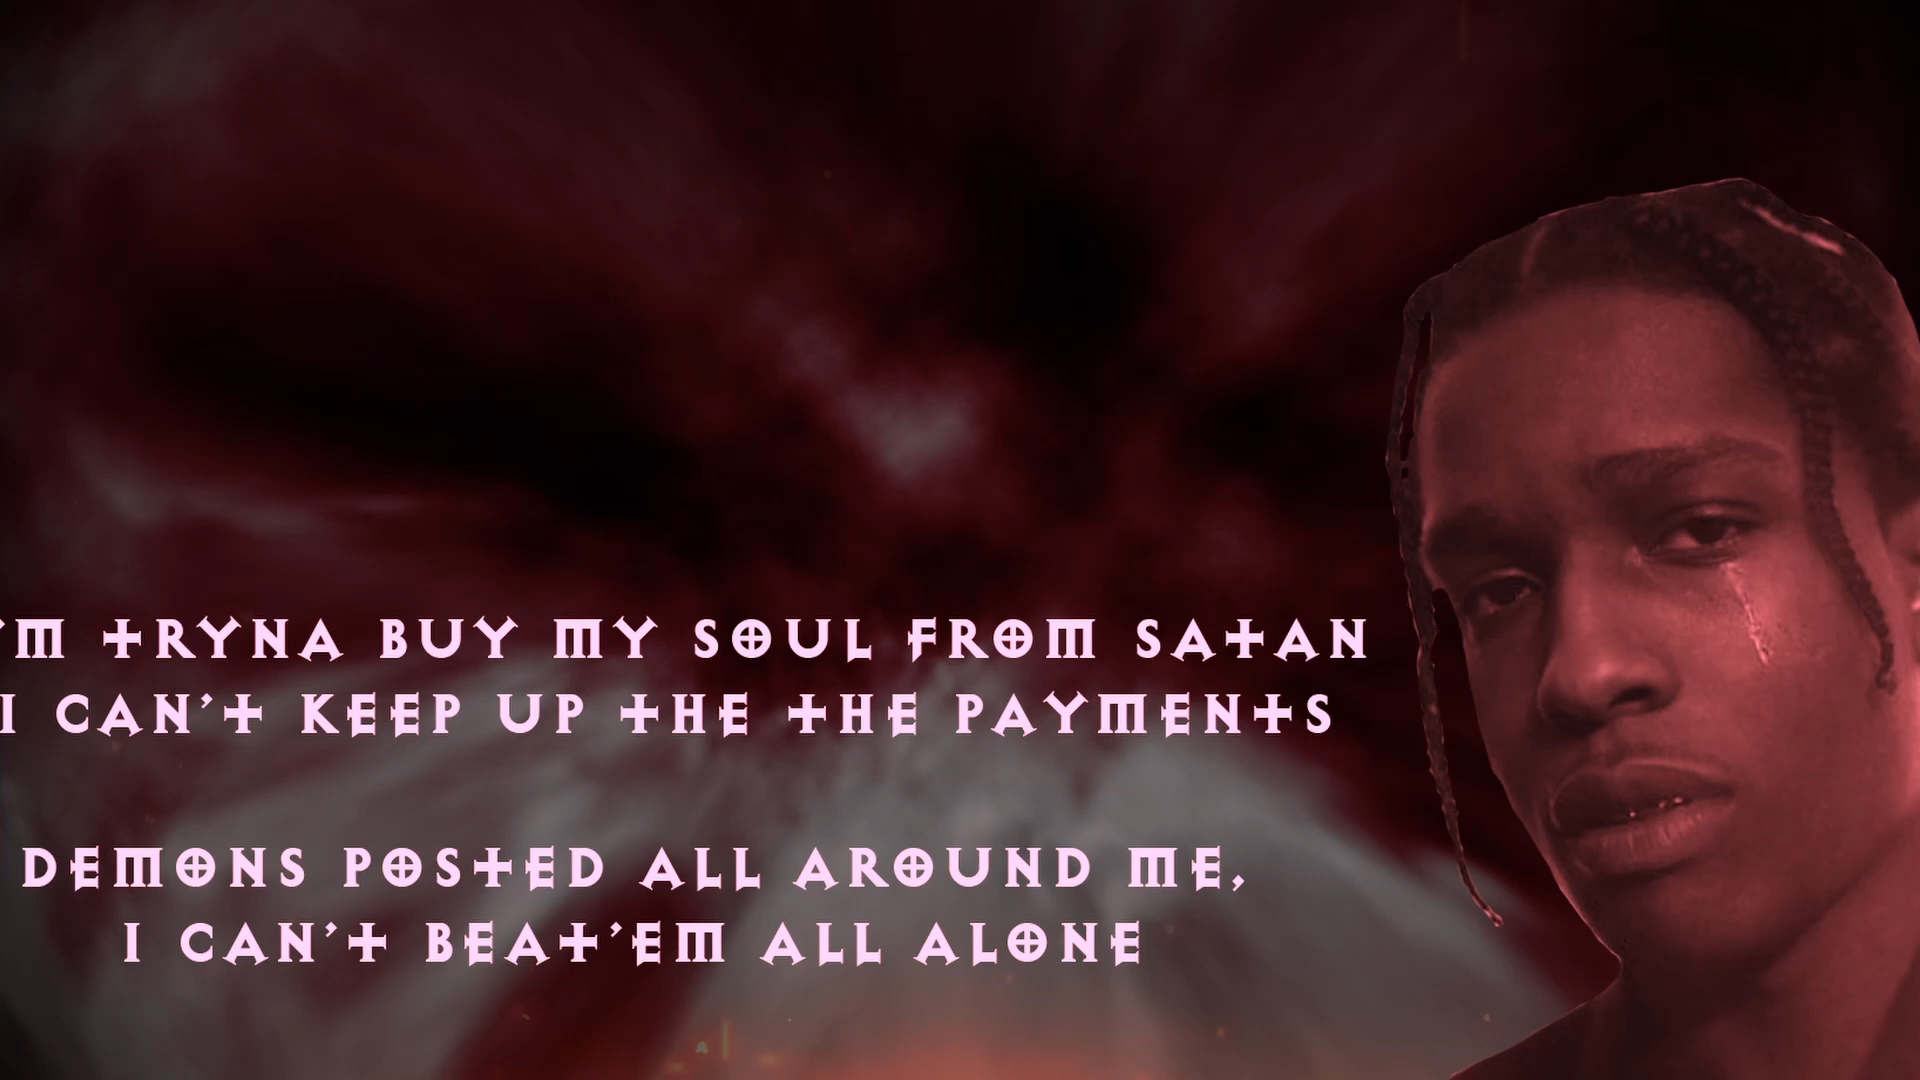 'M TRYNA BUY MY SOUL FROM SATAN
I CAN'T KEEP UP THE THE PAYMENTS
DEMONS POSTED ALL AROUND ME,
I CAN'T BEAT'EM ALL ALONE